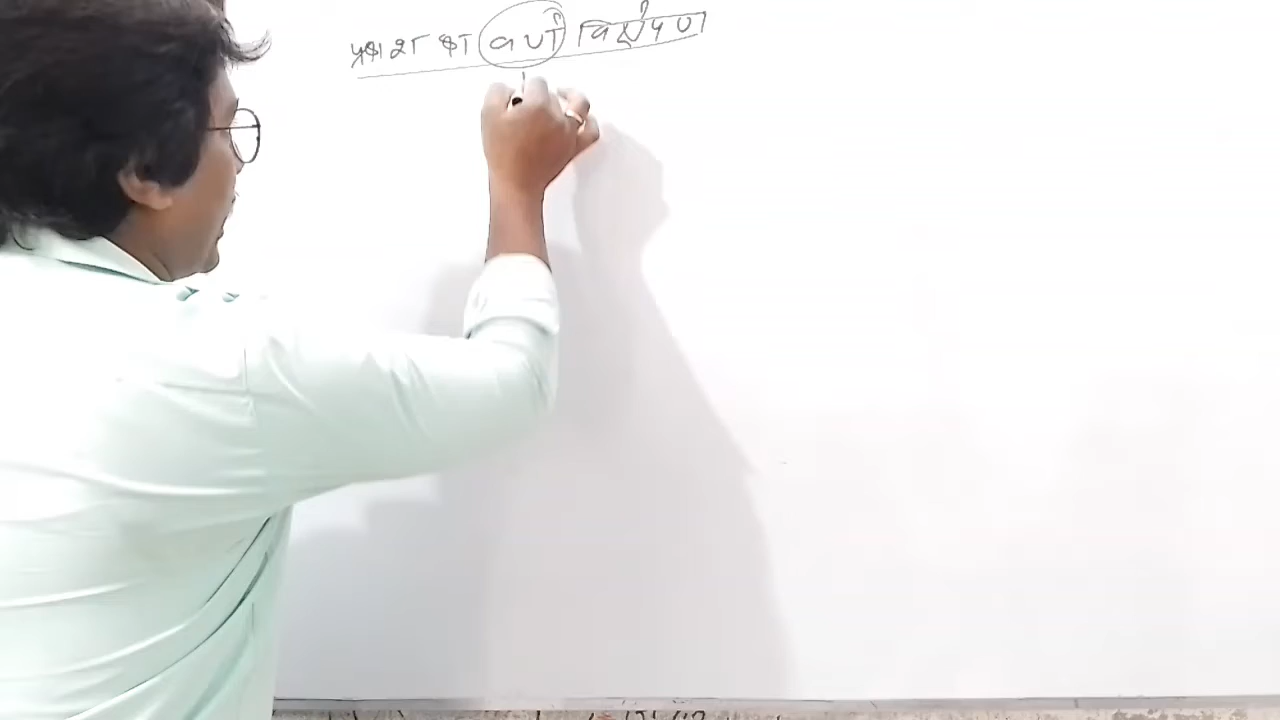 प्रकाश का वर्ण विक्षेपण